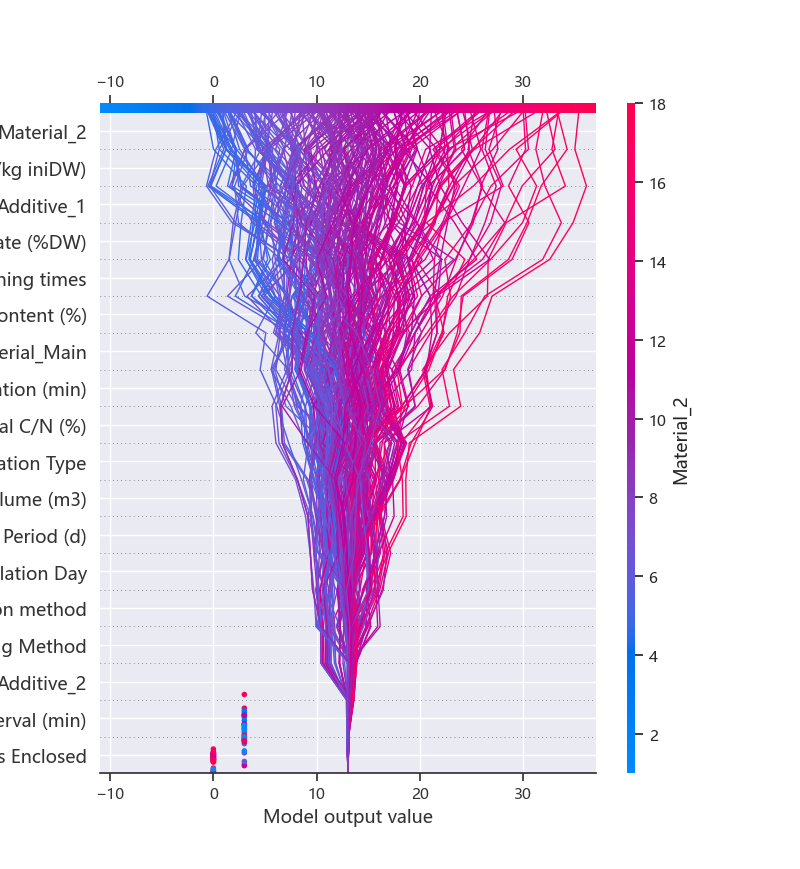 −10 0 10 20 30
Material_2
/kg iniDW)
Additive_1
ate (%DW)
ning times
ontent (%)
erial_Main
ation (min)
al C/N (%)
ation Type
lume (m3)
Period (d)
lation Day
on method
g Method
Additive_2
erval (min)
s Enclosed
−10 0 10 20 30
Model output value
18
16
14
12
10
8
6
4
2
Material_2